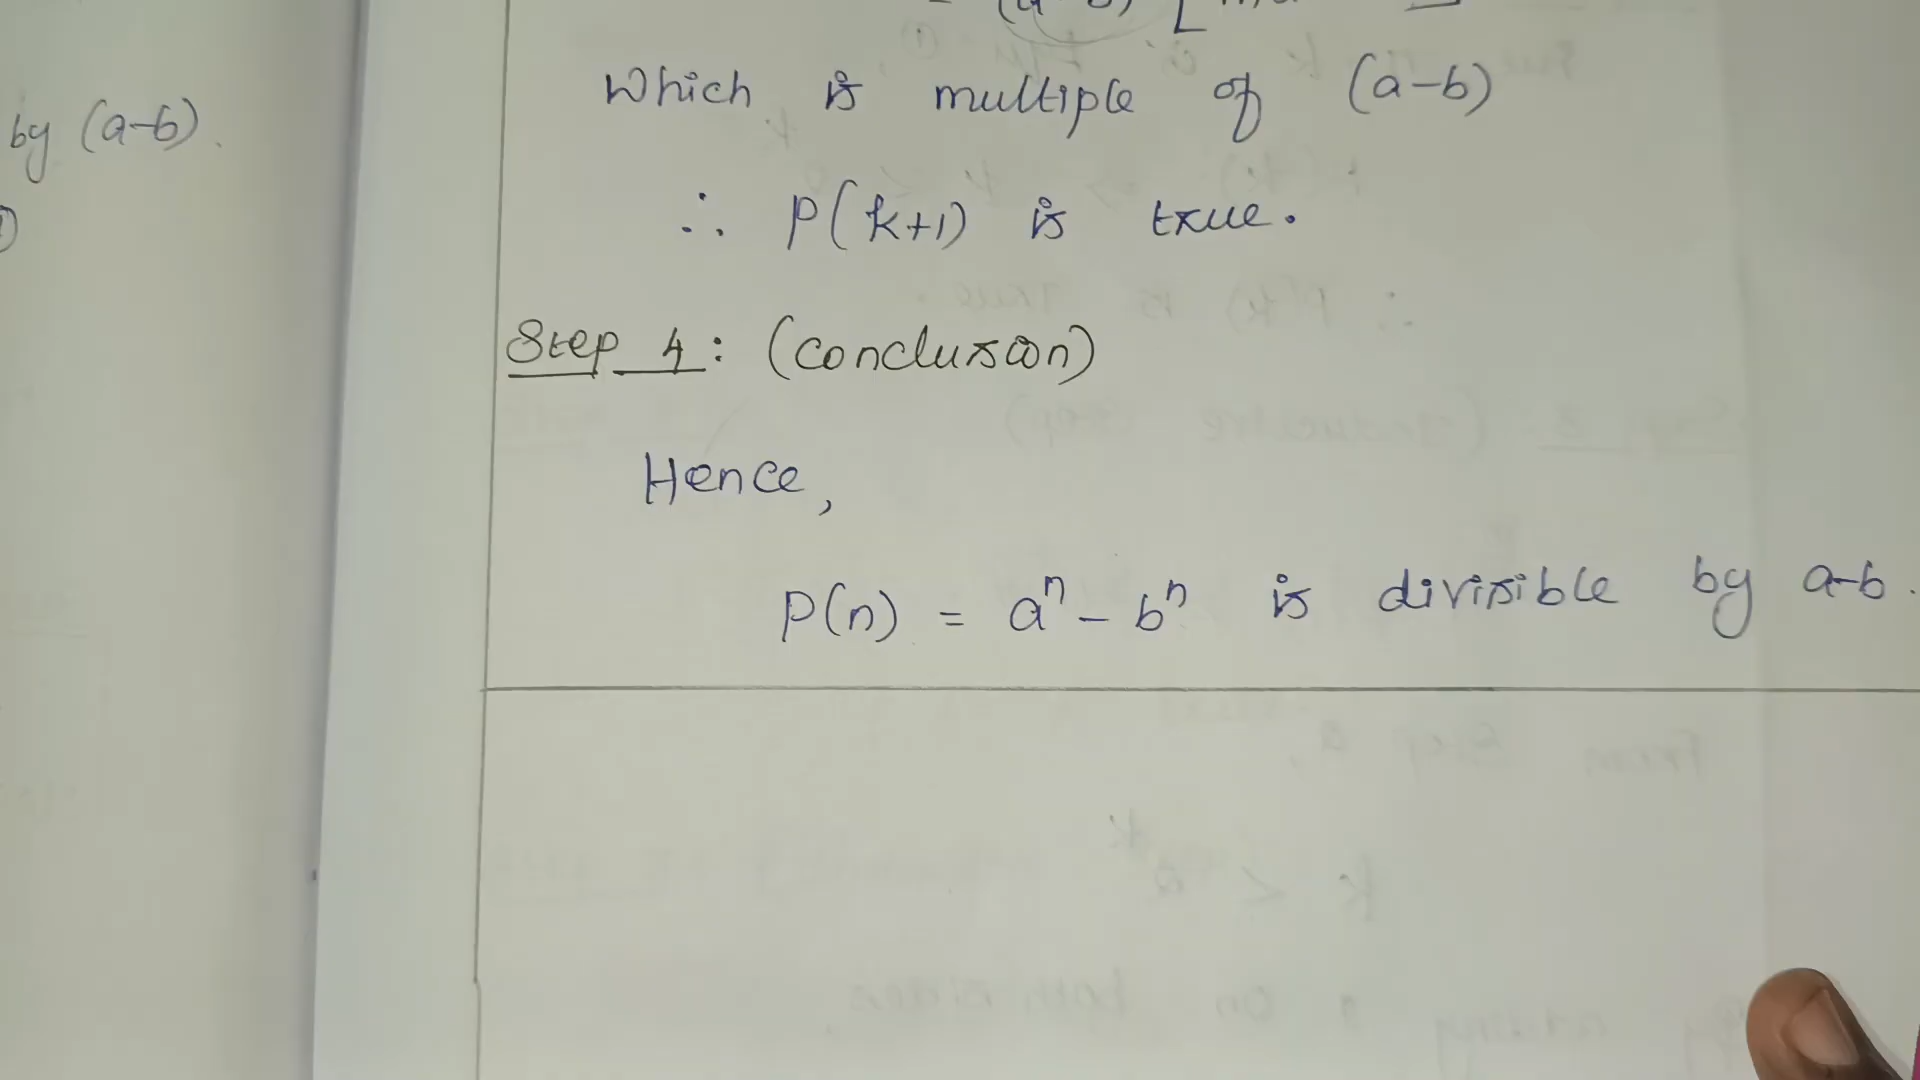 by (a-b).
Which is multiple of (a-b)
∴ P(k+1) is true.
Step 4: (conclusion)
Hence,
P(n) = aⁿ - bⁿ is divisible by a-b.